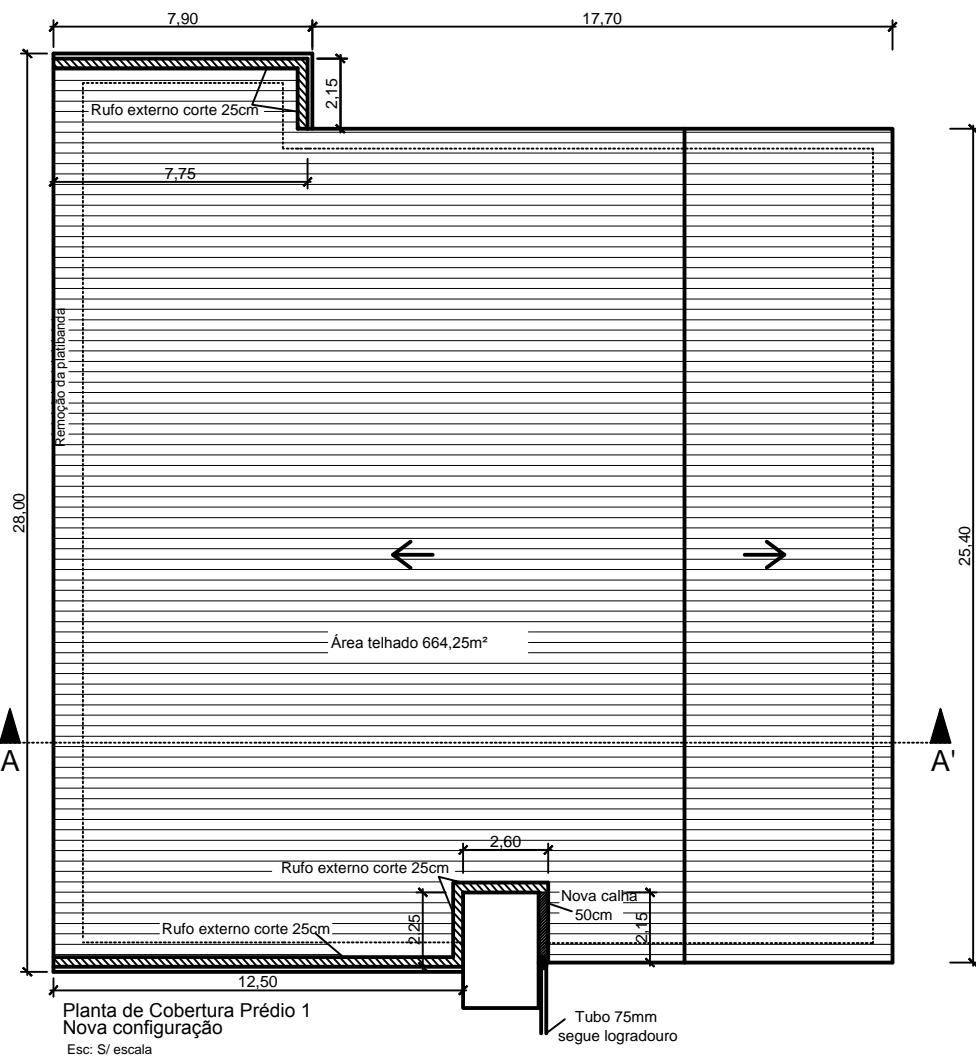 7,90
17,70
2,15
Rufo externo corte 25cm
7,75
Remoção da platibanda
28,00
25,40
Área telhado 664,25m²
A
A'
2,60
Rufo externo corte 25cm
Nova calha
50cm
2,25
2,15
Rufo externo corte 25cm
12,50
Planta de Cobertura Prédio 1
Nova configuração
Esc: S/ escala
Tubo 75mm
segue logradouro